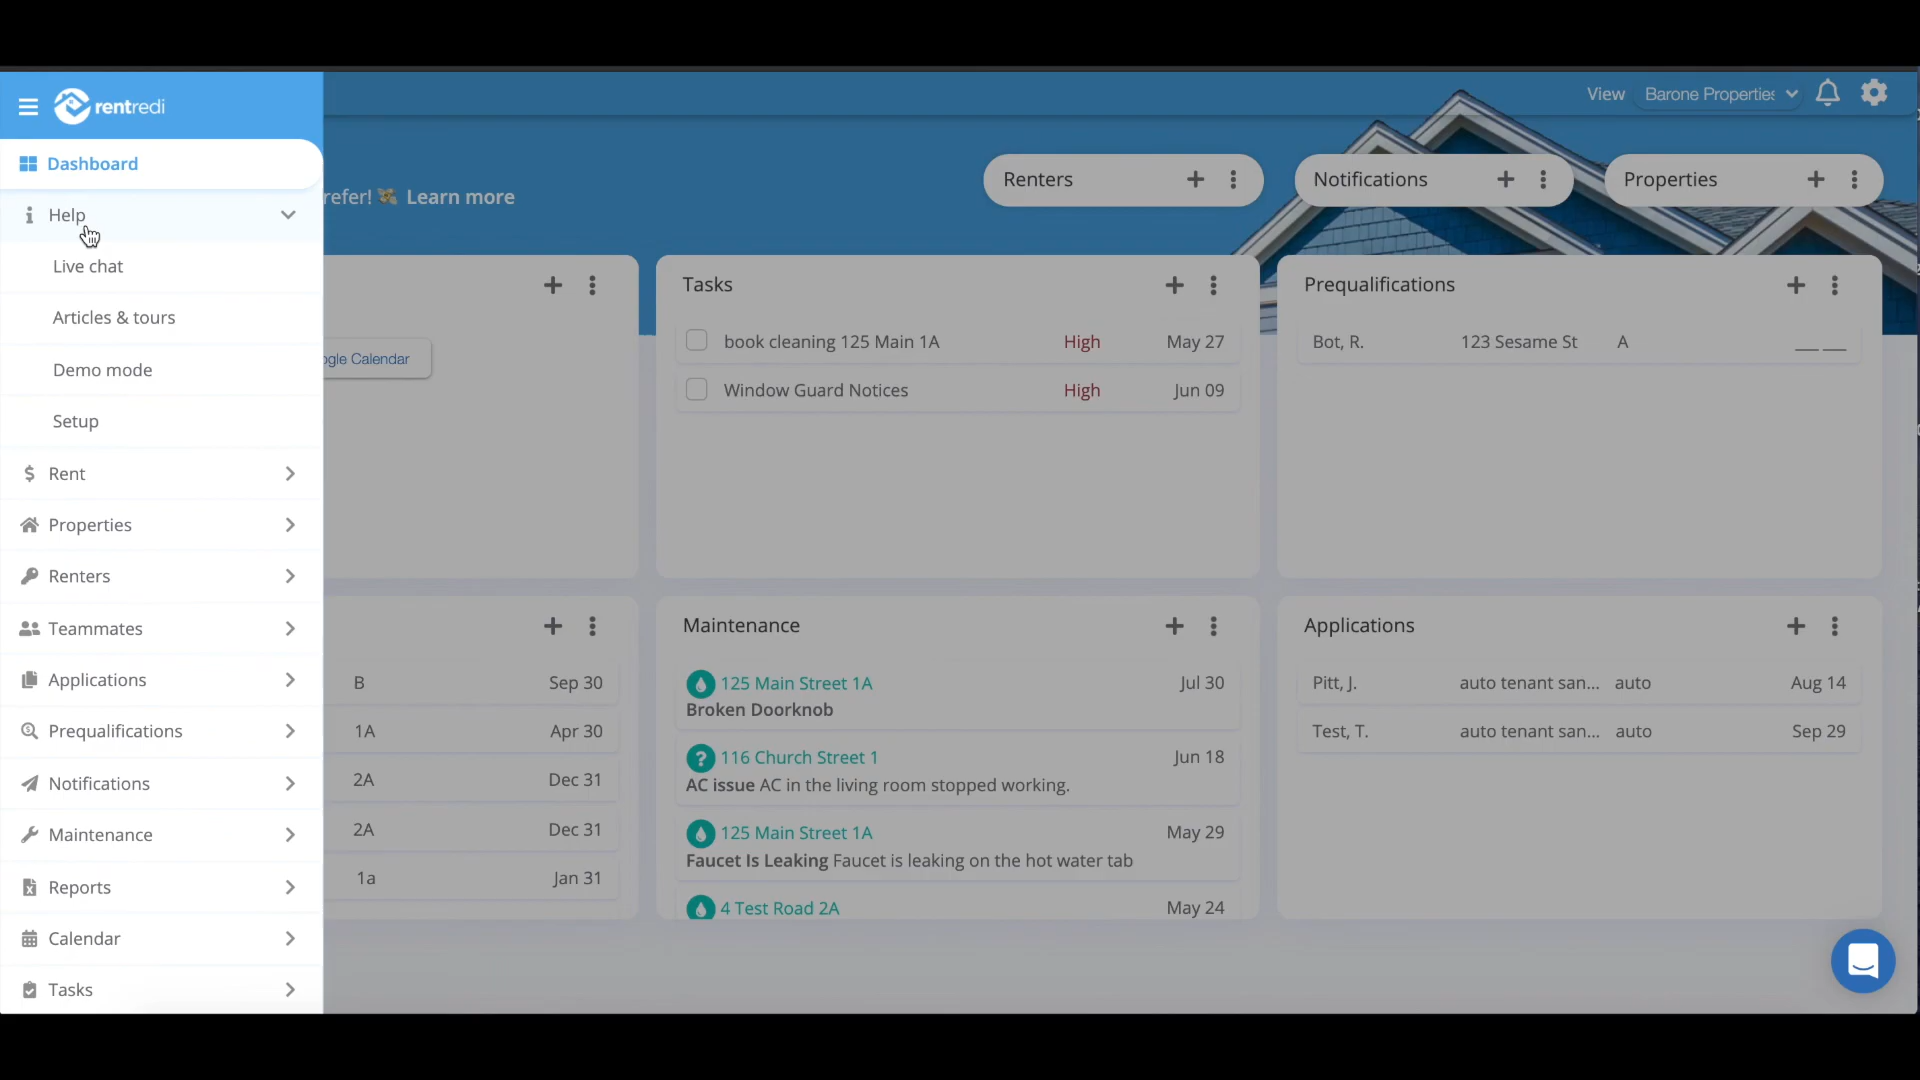 rentredi
View Barone Properties
Dashboard
Help
Live chat
Articles & tours
Demo mode
Setup
Rent
Properties
Renters
Teammates
Applications
Prequalifications
Notifications
Maintenance
Reports
Calendar
Tasks
refer! 💸 Learn more
Renters
Notifications
Properties
ogle Calendar
Tasks
book cleaning 125 Main 1A High May 27
Window Guard Notices High Jun 09
Prequalifications
Bot, R. 123 Sesame St A __ __
B Sep 30
1A Apr 30
2A Dec 31
2A Dec 31
1a Jan 31
Maintenance
125 Main Street 1A Jul 30
Broken Doorknob
? 116 Church Street 1 Jun 18
AC issue AC in the living room stopped working.
125 Main Street 1A May 29
Faucet Is Leaking Faucet is leaking on the hot water tab
4 Test Road 2A May 24
Applications
Pitt, J. auto tenant san... auto Aug 14
Test, T. auto tenant san... auto Sep 29